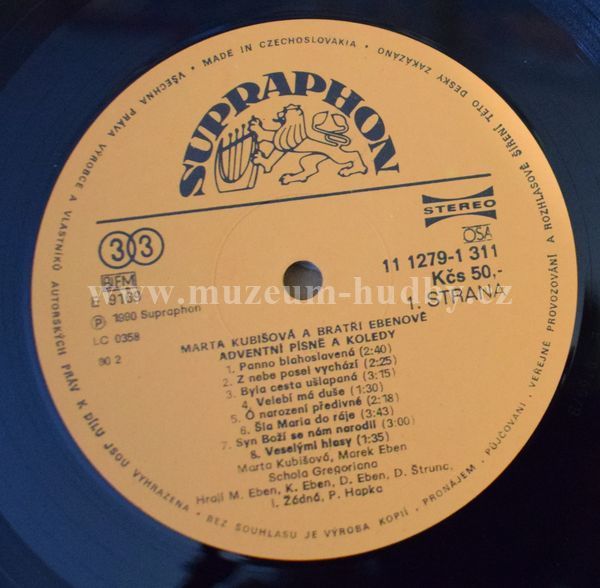 VŠECHNA PRÁVA VÝROBCE A VLASTNÍKŮ AUTORSKÝCH PRÁV K DÍLU JSOU VYHRAZENA • BEZ SOUHLASU JE VÝROBA KOPIÍ • PRONÁJEM • PŮJČOVÁNÍ • VEŘEJNÉ PROVOZOVÁNÍ A ROZHLASOVÉ ŠÍŘENÍ TÉTO DESKY ZAKÁZÁNO
MADE IN CZECHOSLOVAKIA
SUPRAPHON
33
STEREO
OSA
BIEM
11 1279-1 311
E 9169
Kčs 50,-
1. STRANA
Ⓟ 1990 Supraphon
LC 0358
90 2
www.muzeum-hudby.cz
MARTA KUBIŠOVÁ A BRATŘI EBENOVÉ
ADVENTNÍ PÍSNĚ A KOLEDY
1. Panno blahoslavená (2:40)
2. Z nebe posel vychází (2:25)
3. Byla cesta ušlapaná (3:15)
4. Velebí má duše (1:30)
5. Ó narození předivné (2:18)
6. Šla Maria do ráje (3:43)
7. Syn Boží se nám narodil (3:00)
8. Veselými hlasy (1:35)
Marta Kubišová, Marek Eben
Schola Gregoriana
Hrají M. Eben, K. Eben, D. Eben, D. Štrunc,
I. Žádná, P. Hapka